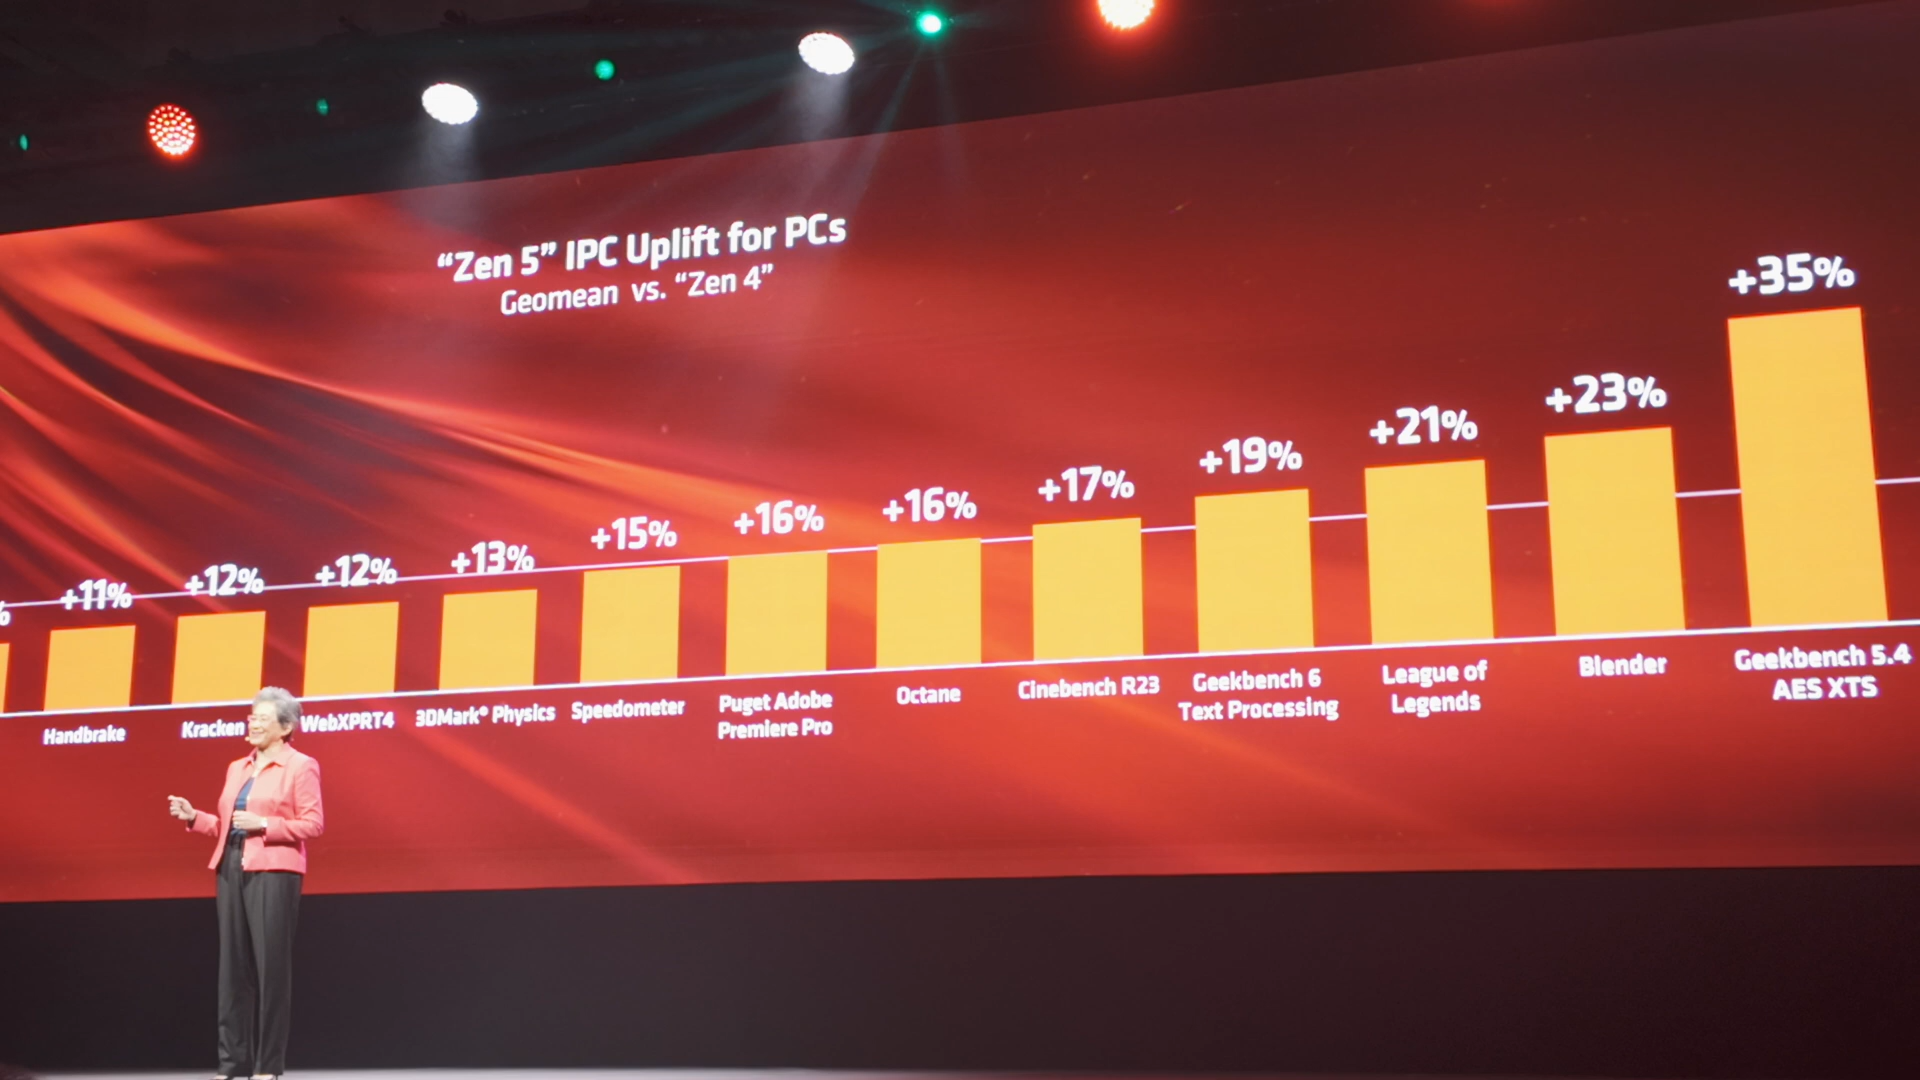 “Zen 5” IPC Uplift for PCs
Geomean vs. “Zen 4”
%
+11%
+12%
+12%
+13%
+15%
+16%
+16%
+17%
+19%
+21%
+23%
+35%
Handbrake
Kracken
WebXPRT4
3DMark® Physics
Speedometer
Puget Adobe
Premiere Pro
Octane
Cinebench R23
Geekbench 6
Text Processing
League of
Legends
Blender
Geekbench 5.4
AES XTS